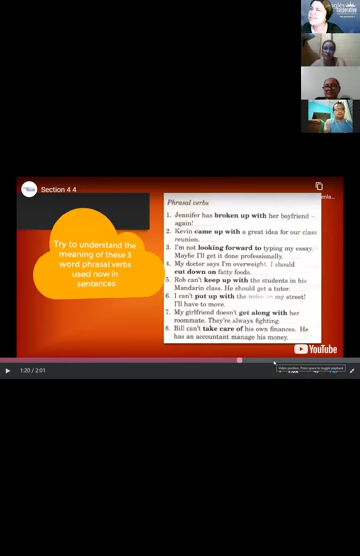 Section 4 4
Try to understand the
meaning of these 3
word phrasal verbs
used now in
sentences
Phrasal verbs
1. Jennifer has broken up with her boyfriend –
again!
2. Kevin came up with a great idea for our class
reunion.
3. I'm not looking forward to typing my essay.
Maybe I'll get it done professionally.
4. My doctor says I'm overweight. I should
cut down on fatty foods.
5. Rob can't keep up with the students in his
Mandarin class. He should get a tutor.
6. I can't put up with the noise on my street!
I'll have to move.
7. My girlfriend doesn't get along with her
roommate. They're always fighting.
8. Bill can't take care of his own finances. He
has an accountant manage his money.
YouTube
1:20 / 2:01